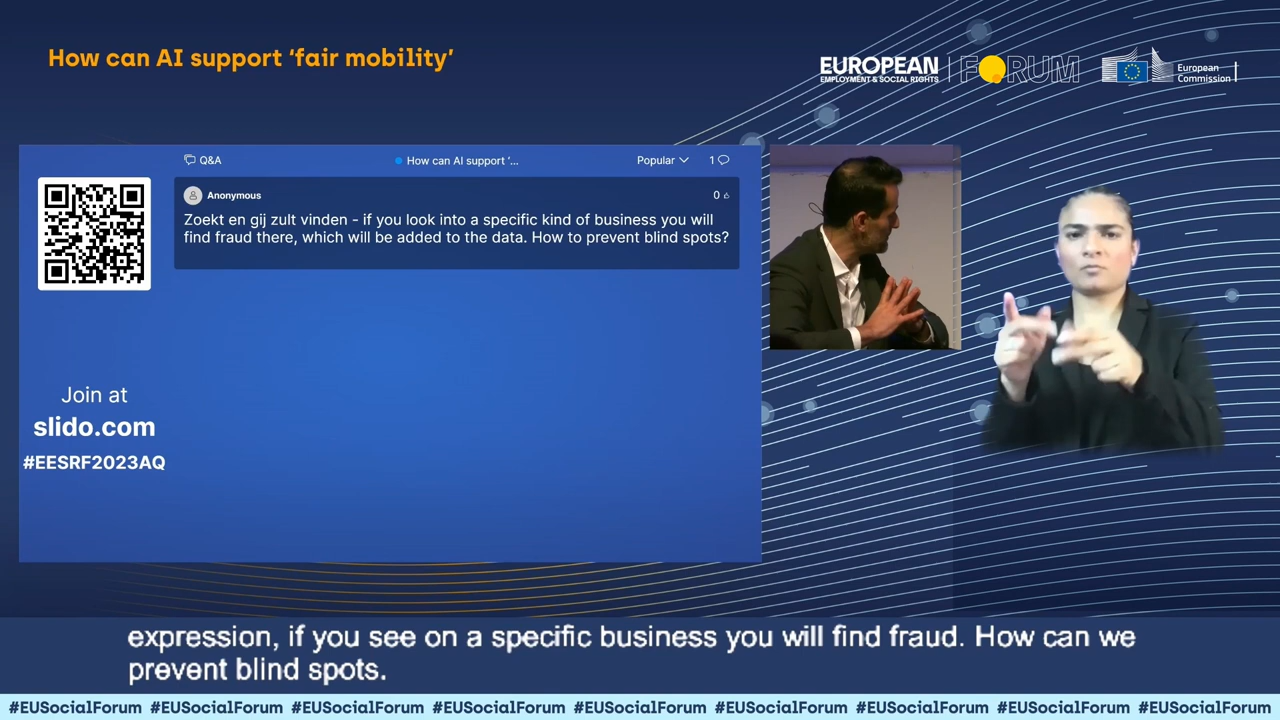 How can AI support ‘fair mobility’
EUROPEAN
EMPLOYMENT & SOCIAL RIGHTS
FORUM
European
Commission
Q&A
How can AI support ‘...
Popular
1
Anonymous
0
Zoekt en gij zult vinden - if you look into a specific kind of business you will
find fraud there, which will be added to the data. How to prevent blind spots?
Join at
slido.com
#EESRF2023AQ
expression, if you see on a specific business you will find fraud. How can we
prevent blind spots.
#EUSocialForum #EUSocialForum #EUSocialForum #EUSocialForum #EUSocialForum #EUSocialForum #EUSocialForum #EUSocialForum #EUSocialForum